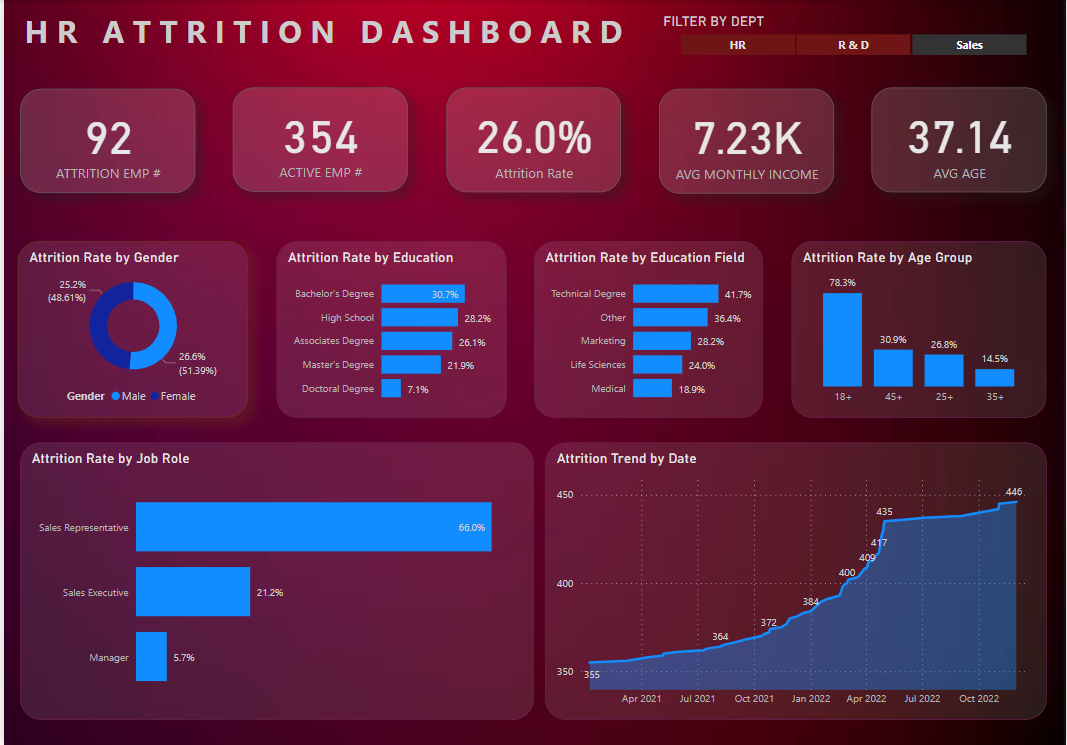 HR ATTRITION DASHBOARD
FILTER BY DEPT
HR
R & D
Sales
92
ATTRITION EMP #
354
ACTIVE EMP #
26.0%
Attrition Rate
7.23K
AVG MONTHLY INCOME
37.14
AVG AGE
Attrition Rate by Gender
25.2%
(48.61%)
26.6%
(51.39%)
Gender Male Female
Attrition Rate by Education
Bachelor's Degree 30.7%
High School 28.2%
Associates Degree 26.1%
Master's Degree 21.9%
Doctoral Degree 7.1%
Attrition Rate by Education Field
Technical Degree 41.7%
Other 36.4%
Marketing 28.2%
Life Sciences 24.0%
Medical 18.9%
Attrition Rate by Age Group
78.3%
30.9%
26.8%
14.5%
18+ 45+ 25+ 35+
Attrition Rate by Job Role
Sales Representative 66.0%
Sales Executive 21.2%
Manager 5.7%
Attrition Trend by Date
450
400
350
446
435
417
409
400
384
372
364
355
Apr 2021 Jul 2021 Oct 2021 Jan 2022 Apr 2022 Jul 2022 Oct 2022